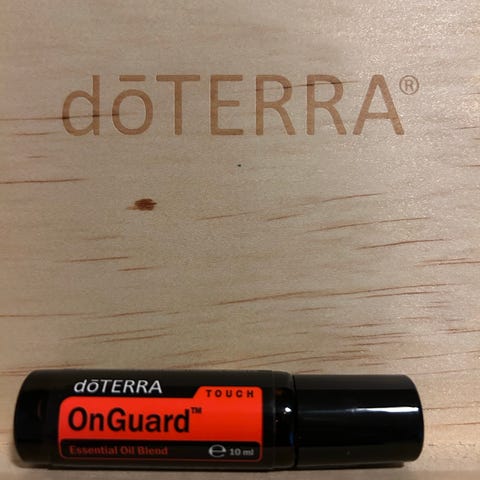 dōTERRA®
dōTERRA
TOUCH
OnGuard™
Essential Oil Blend ℮ 10 ml